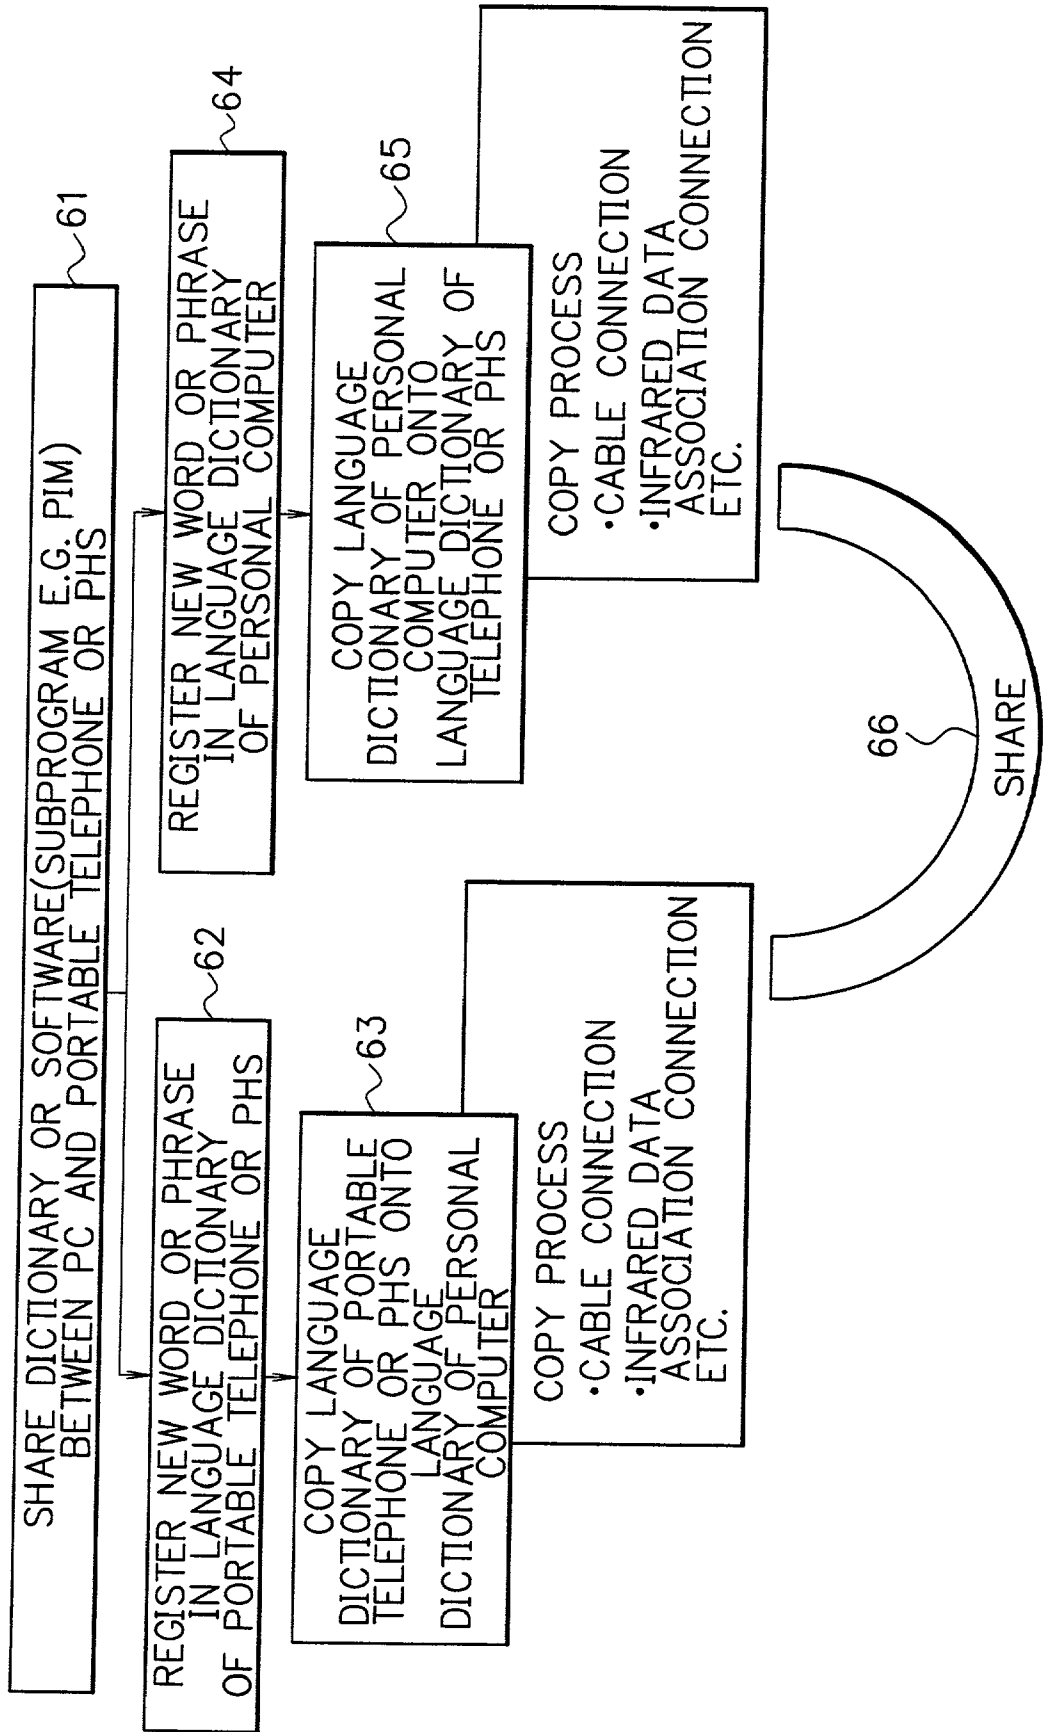 SHARE DICTIONARY OR SOFTWARE(SUBPROGRAM E.G. PIM)
BETWEEN PC AND PORTABLE TELEPHONE OR PHS
61
REGISTER NEW WORD OR PHRASE
IN LANGUAGE DICTIONARY
OF PORTABLE TELEPHONE OR PHS
62
COPY LANGUAGE
DICTIONARY OF PORTABLE
TELEPHONE OR PHS ONTO
LANGUAGE
DICTIONARY OF PERSONAL
COMPUTER
63
COPY PROCESS
·CABLE CONNECTION
·INFRARED DATA
ASSOCIATION CONNECTION
ETC.
REGISTER NEW WORD OR PHRASE
IN LANGUAGE DICTIONARY
OF PERSONAL COMPUTER
64
COPY LANGUAGE
DICTIONARY OF PERSONAL
COMPUTER ONTO
LANGUAGE DICTIONARY OF
TELEPHONE OR PHS
65
COPY PROCESS
·CABLE CONNECTION
·INFRARED DATA
ASSOCIATION CONNECTION
ETC.
66
SHARE